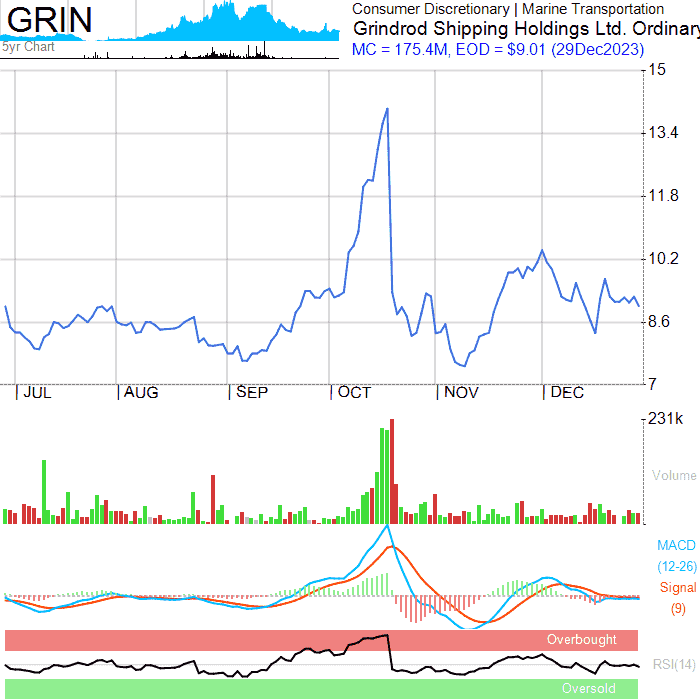 GRIN
5yr Chart
Consumer Discretionary | Marine Transportation
Grindrod Shipping Holdings Ltd. Ordinary
MC = 175.4M, EOD = $9.01 (29Dec2023)
15
13.4
11.8
10.2
8.6
7
| JUL | AUG | SEP | OCT | NOV | DEC
231k
Volume
MACD
(12-26)
Signal
(9)
Overbought
RSI(14)
Oversold